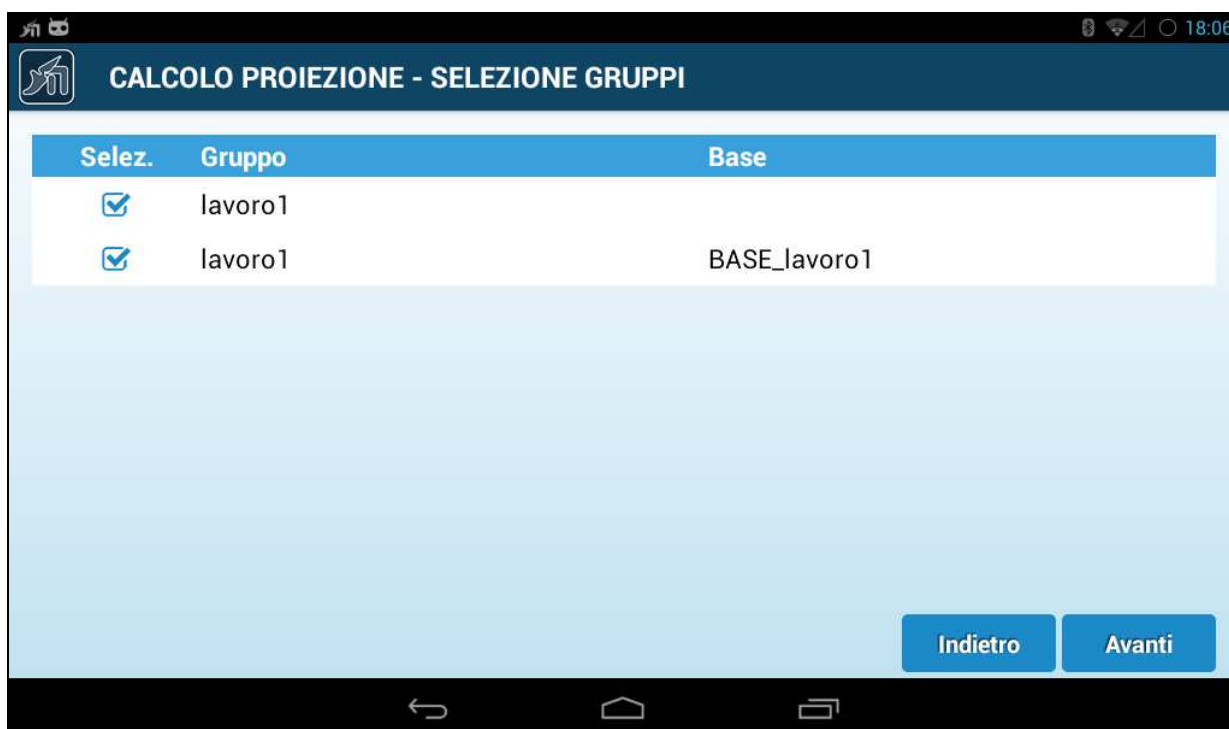 18:06
CALCOLO PROIEZIONE - SELEZIONE GRUPPI
Selez. Gruppo Base
lavoro1
lavoro1 BASE_lavoro1
Indietro Avanti